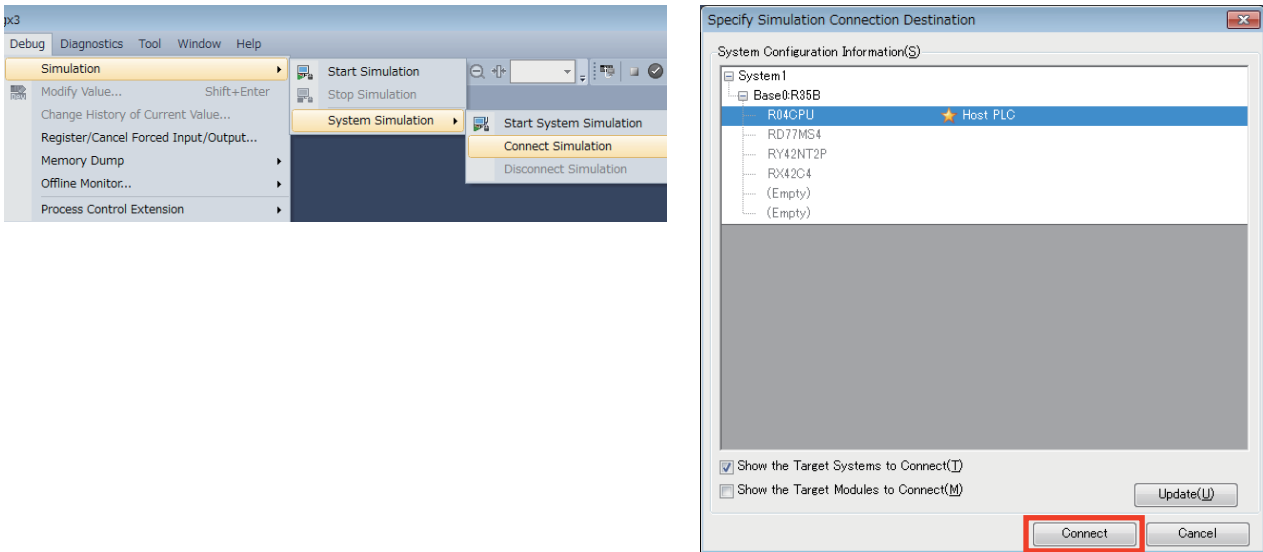 gx3
Debug Diagnostics Tool Window Help
Simulation
Modify Value... Shift+Enter
Change History of Current Value...
Register/Cancel Forced Input/Output...
Memory Dump
Offline Monitor...
Process Control Extension
Start Simulation
Stop Simulation
System Simulation
Start System Simulation
Connect Simulation
Disconnect Simulation
Specify Simulation Connection Destination
System Configuration Information(S)
System1
Base0:R35B
R04CPU Host PLC
RD77MS4
RY42NT2P
RX42C4
(Empty)
(Empty)
Show the Target Systems to Connect(T)
Show the Target Modules to Connect(M)
Update(U)
Connect Cancel